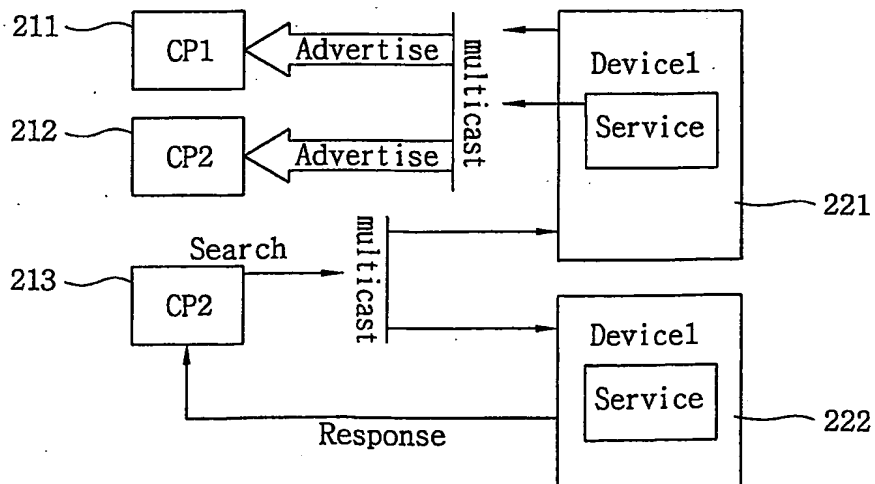 211
CP1
Advertise
multicast
Device1
Service
212
CP2
Advertise
221
213
Search
CP2
multicast
Device1
Service
222
Response